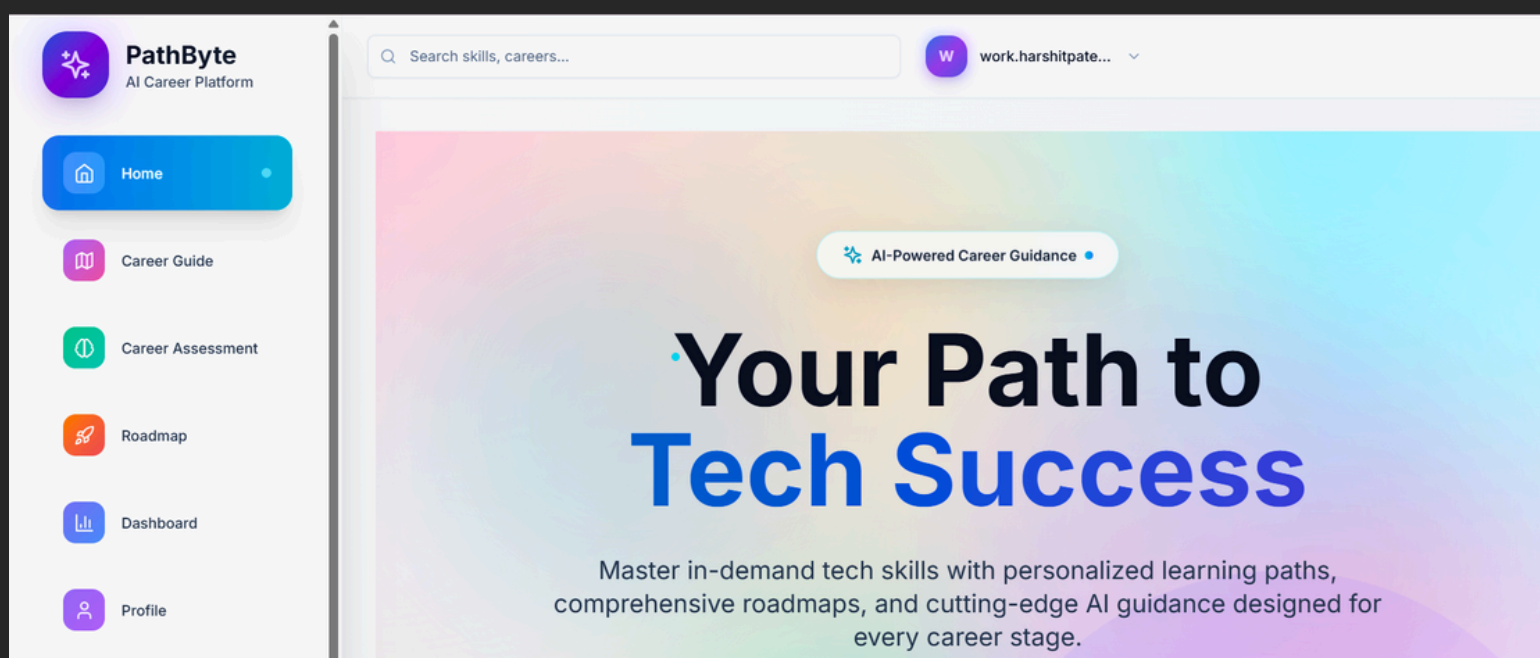 PathByte
AI Career Platform
Home
Career Guide
Career Assessment
Roadmap
Dashboard
Profile
Search skills, careers...
W
work.harshitpate...
AI-Powered Career Guidance
Your Path to
Tech Success
Master in-demand tech skills with personalized learning paths,
comprehensive roadmaps, and cutting-edge AI guidance designed for
every career stage.